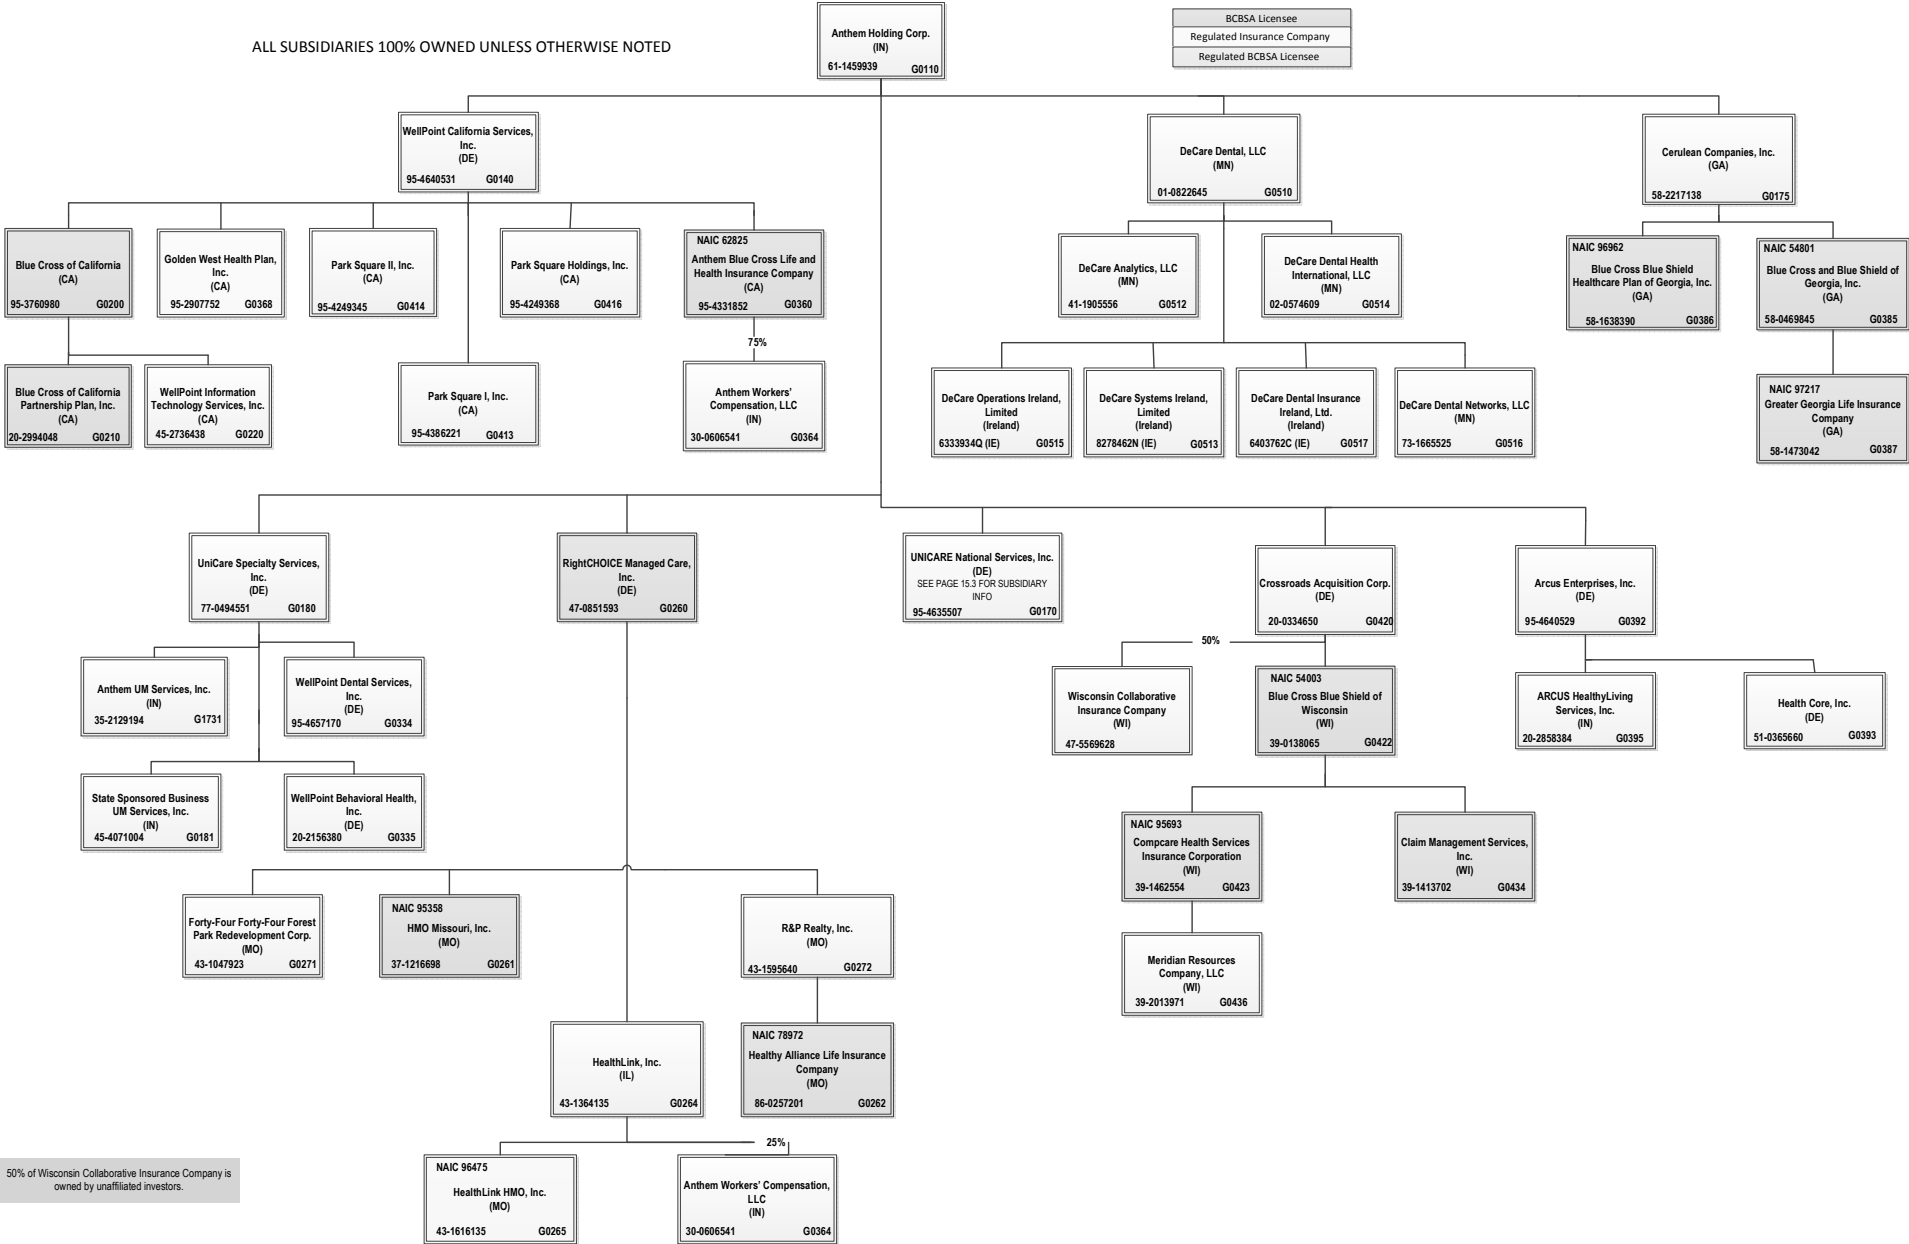 Anthem Holding Corp.
(IN)
61-1459939 G0110
ALL SUBSIDIARIES 100% OWNED UNLESS OTHERWISE NOTED
BCBSA Licensee
Regulated Insurance Company
Regulated BCBSA Licensee
WellPoint California Services,
Inc.
(DE)
95-4640531 G0140
DeCare Dental, LLC
(MN)
01-0822645 G0510
Cerulean Companies, Inc.
(GA)
58-2217138 G0175
Blue Cross of California
(CA)
95-3760980 G0200
Golden West Health Plan,
Inc.
(CA)
95-2907752 G0368
Park Square II, Inc.
(CA)
95-4249345 G0414
Park Square Holdings, Inc.
(CA)
95-4249368 G0416
NAIC 62825
Anthem Blue Cross Life and
Health Insurance Company
(CA)
95-4331852 G0360
DeCare Analytics, LLC
(MN)
41-1905556 G0512
DeCare Dental Health
International, LLC
(MN)
02-0574609 G0514
NAIC 96962
Blue Cross Blue Shield
Healthcare Plan of Georgia, Inc.
(GA)
58-1638390 G0386
NAIC 54801
Blue Cross and Blue Shield of
Georgia, Inc.
(GA)
58-0469845 G0385
75%
Blue Cross of California
Partnership Plan, Inc.
(CA)
20-2994048 G0210
WellPoint Information
Technology Services, Inc.
(CA)
45-2736438 G0220
Park Square I, Inc.
(CA)
95-4386221 G0413
Anthem Workers'
Compensation, LLC
(IN)
30-0606541 G0364
DeCare Operations Ireland,
Limited
(Ireland)
6333934Q (IE) G0515
DeCare Systems Ireland,
Limited
(Ireland)
8278462N (IE) G0513
DeCare Dental Insurance
Ireland, Ltd.
(Ireland)
6403762C (IE) G0517
DeCare Dental Networks, LLC
(MN)
73-1665525 G0516
NAIC 97217
Greater Georgia Life Insurance
Company
(GA)
58-1473042 G0387
UniCare Specialty Services,
Inc.
(DE)
77-0494551 G0180
RightCHOICE Managed Care,
Inc.
(DE)
47-0851593 G0260
UNICARE National Services, Inc.
(DE)
SEE PAGE 15.3 FOR SUBSIDIARY
INFO
95-4635507 G0170
Crossroads Acquisition Corp.
(DE)
20-0334650 G0420
Arcus Enterprises, Inc.
(DE)
95-4640529 G0392
50%
Anthem UM Services, Inc.
(IN)
35-2129194 G1731
WellPoint Dental Services,
Inc.
(DE)
95-4657170 G0334
Wisconsin Collaborative
Insurance Company
(WI)
47-5569628
NAIC 54003
Blue Cross Blue Shield of
Wisconsin
(WI)
39-0138065 G0422
ARCUS HealthyLiving
Services, Inc.
(IN)
20-2858384 G0395
Health Core, Inc.
(DE)
51-0365660 G0393
State Sponsored Business
UM Services, Inc.
(IN)
45-4071004 G0181
WellPoint Behavioral Health,
Inc.
(DE)
20-2156380 G0335
NAIC 95693
Compcare Health Services
Insurance Corporation
(WI)
39-1462554 G0423
Claim Management Services,
Inc.
(WI)
39-1413702 G0434
Forty-Four Forty-Four Forest
Park Redevelopment Corp.
(MO)
43-1047923 G0271
NAIC 95358
HMO Missouri, Inc.
(MO)
37-1216698 G0261
R&P Realty, Inc.
(MO)
43-1595640 G0272
Meridian Resources
Company, LLC
(WI)
39-2013971 G0436
HealthLink, Inc.
(IL)
43-1364135 G0264
NAIC 78972
Healthy Alliance Life Insurance
Company
(MO)
86-0257201 G0262
25%
50% of Wisconsin Collaborative Insurance Company is
owned by unaffiliated investors.
NAIC 96475
HealthLink HMO, Inc.
(MO)
43-1616135 G0265
Anthem Workers' Compensation,
LLC
(IN)
30-0606541 G0364